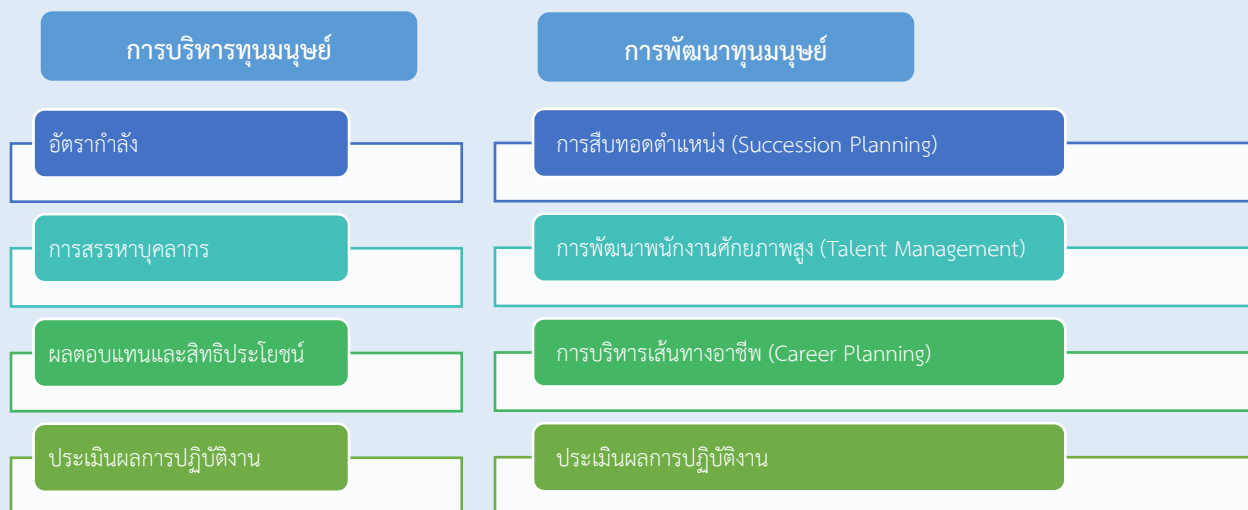 การบริหารทุนมนุษย์
อัตรากำลัง
การสรรหาบุคลากร
ผลตอบแทนและสิทธิประโยชน์
ประเมินผลการปฏิบัติงาน
การพัฒนาทุนมนุษย์
การสืบทอดตำแหน่ง (Succession Planning)
การพัฒนาพนักงานศักยภาพสูง (Talent Management)
การบริหารเส้นทางอาชีพ (Career Planning)
ประเมินผลการปฏิบัติงาน